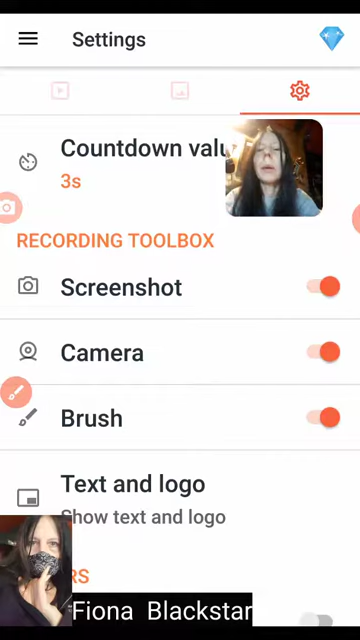 Settings
Countdown valu
3s
RECORDING TOOLBOX
Screenshot
Camera
Brush
Text and logo
Show text and logo
RS
Fiona Blackstar